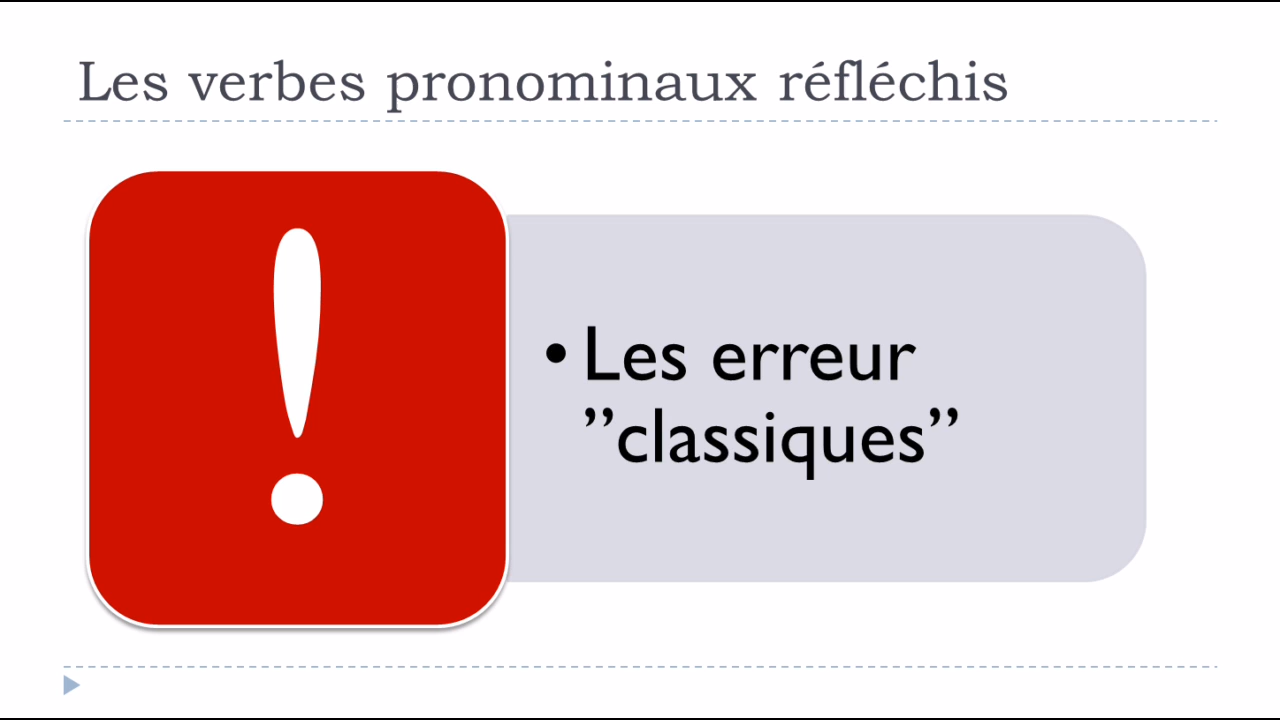 Les verbes pronominaux réfléchis
!
• Les erreur
”classiques”